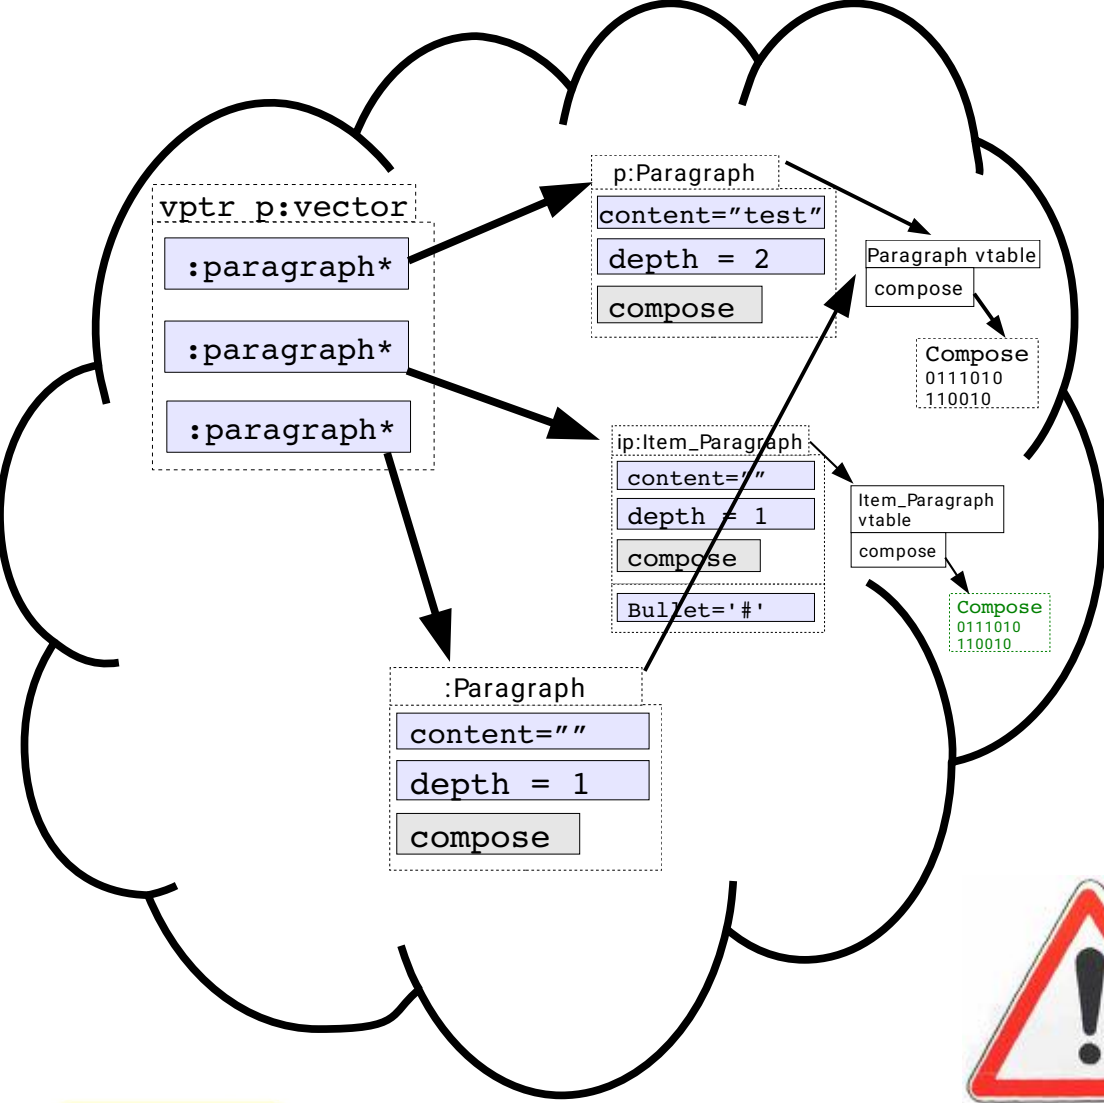 vptr p:vector
:paragraph*
:paragraph*
:paragraph*
p:Paragraph
content=”test”
depth = 2
compose
Paragraph vtable
compose
Compose
0111010
110010
ip:Item_Paragraph
content=””
depth = 1
compose
Bullet='#'
Item_Paragraph
vtable
compose
Compose
0111010
110010
:Paragraph
content=””
depth = 1
compose